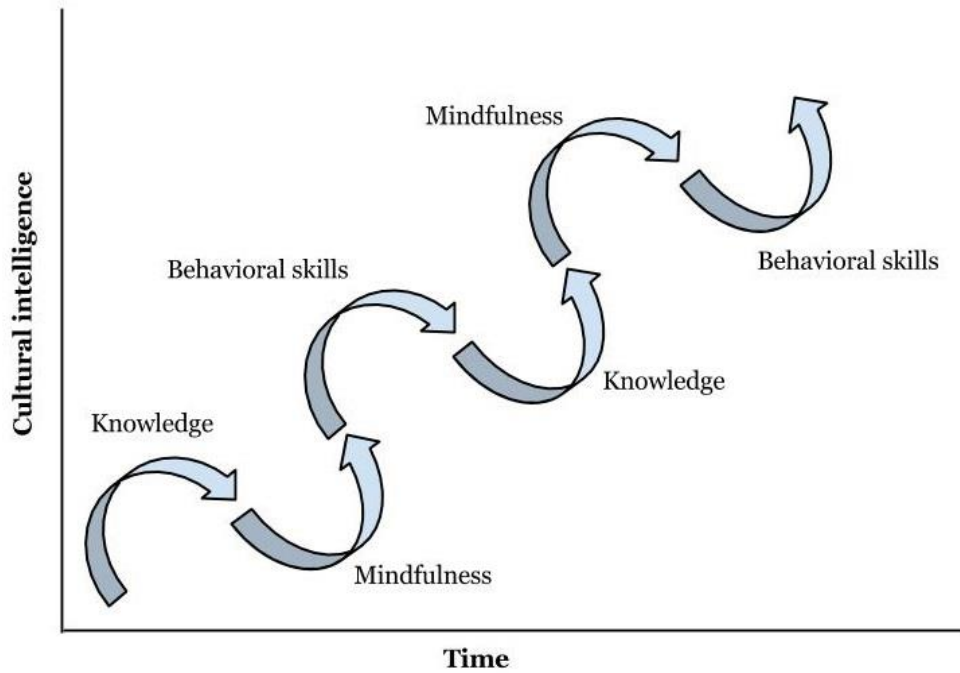 Mindfulness
Behavioral skills
Behavioral skills
Knowledge
Knowledge
Mindfulness
Cultural intelligence
Time